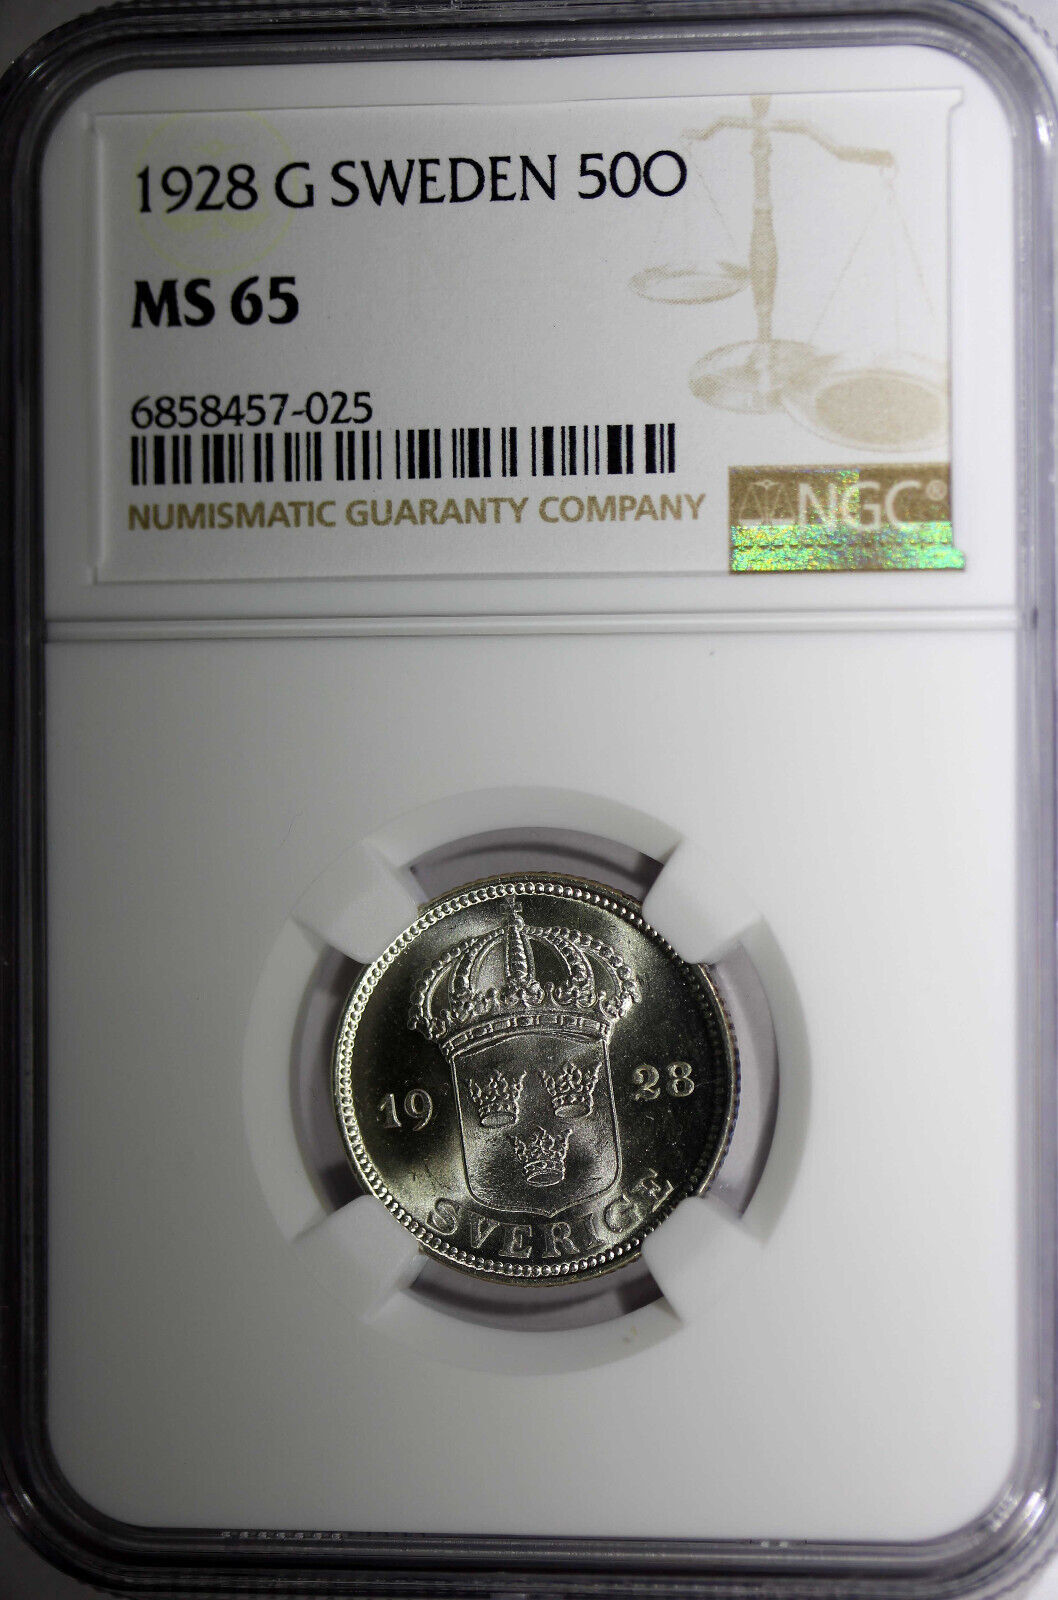 1928 G SWEDEN 50O
MS 65
6858457-025
NUMISMATIC GUARANTY COMPANY
NGC®
19 28
SVERIGE